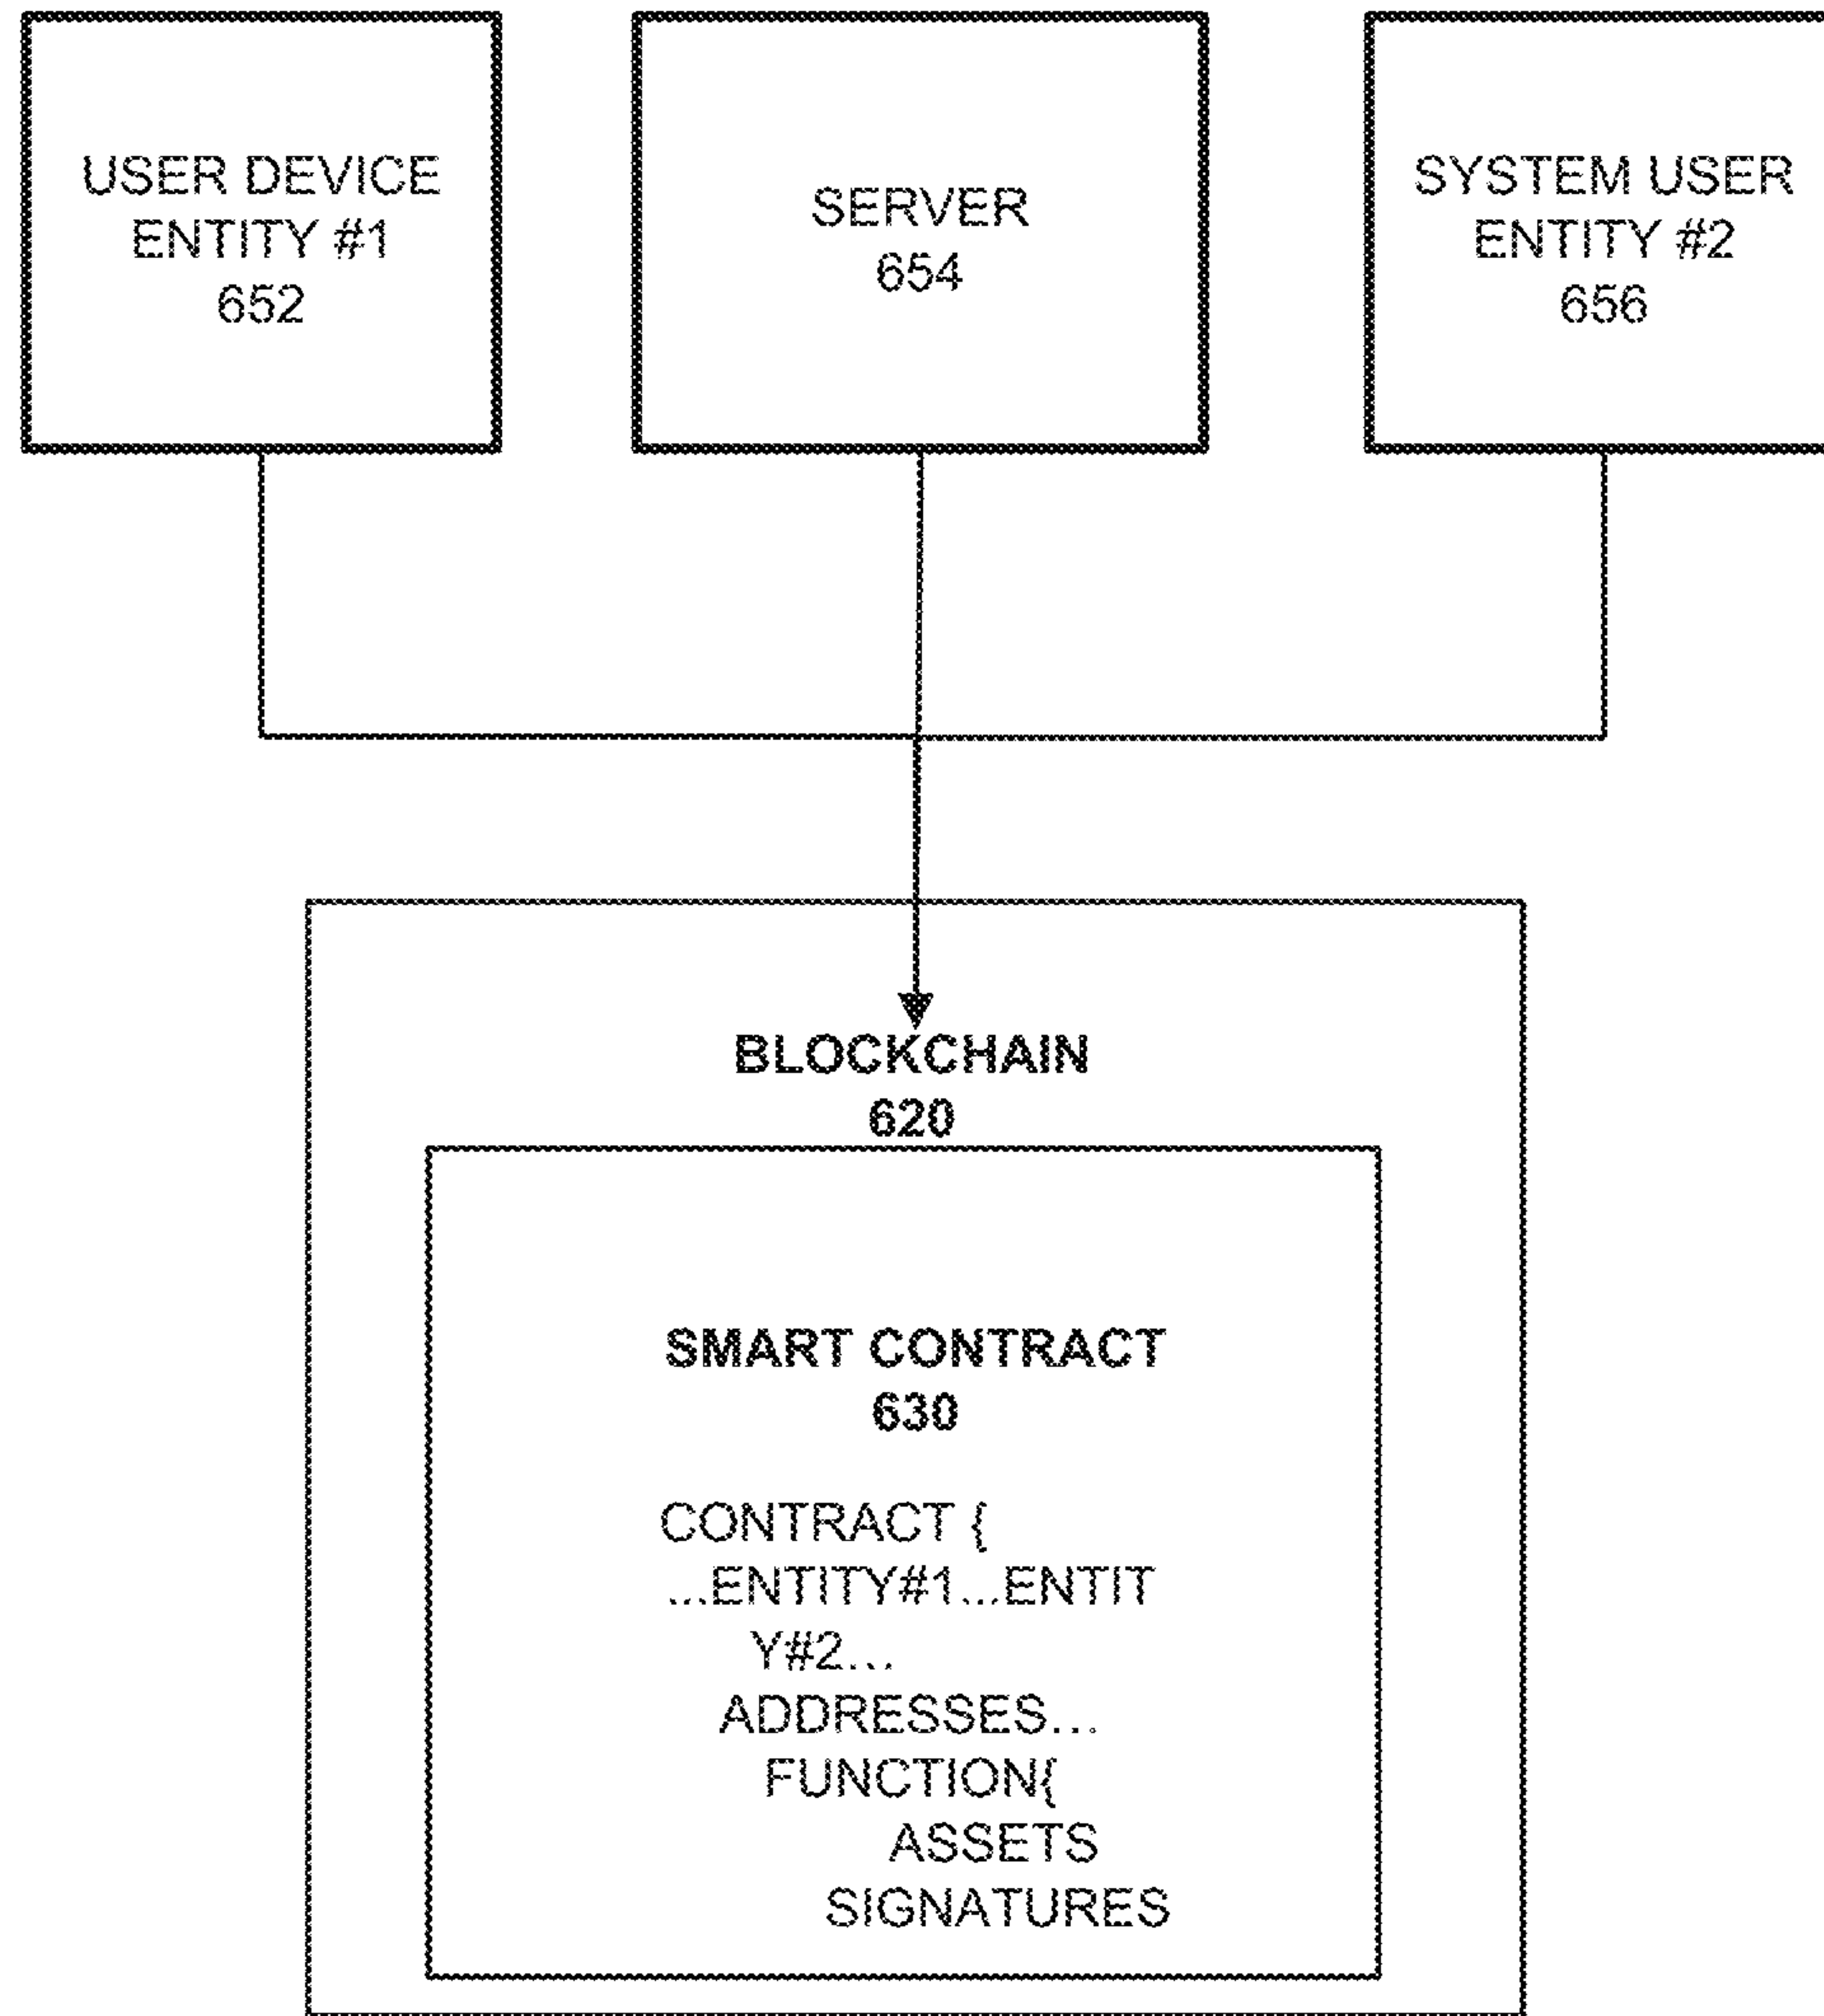 USER DEVICE
ENTITY #1
652
SERVER
654
SYSTEM USER
ENTITY #2
656
BLOCKCHAIN
620
SMART CONTRACT
630
CONTRACT {
...ENTITY#1...ENTIT
Y#2...
ADDRESSES...
FUNCTION{
ASSETS
SIGNATURES